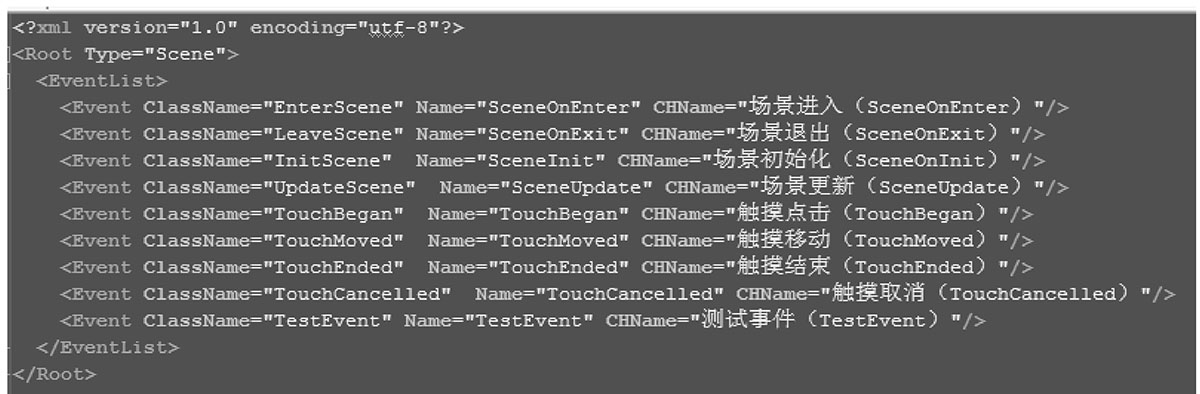 <?xml version="1.0" encoding="utf-8"?>
<Root Type="Scene">
<EventList>
<Event ClassName="EnterScene" Name="SceneOnEnter" CHName="场景进入（SceneOnEnter）"/>
<Event ClassName="LeaveScene" Name="SceneOnExit" CHName="场景退出（SceneOnExit）"/>
<Event ClassName="InitScene"  Name="SceneInit" CHName="场景初始化（SceneOnInit）"/>
<Event ClassName="UpdateScene"  Name="SceneUpdate" CHName="场景更新（SceneUpdate）"/>
<Event ClassName="TouchBegan"  Name="TouchBegan" CHName="触摸点击（TouchBegan）"/>
<Event ClassName="TouchMoved"  Name="TouchMoved" CHName="触摸移动（TouchMoved）"/>
<Event ClassName="TouchEnded"  Name="TouchEnded" CHName="触摸结束（TouchEnded）"/>
<Event ClassName="TouchCancelled"  Name="TouchCancelled" CHName="触摸取消（TouchCancelled）"/>
<Event ClassName="TestEvent" Name="TestEvent" CHName="测试事件（TestEvent）"/>
</EventList>
</Root>